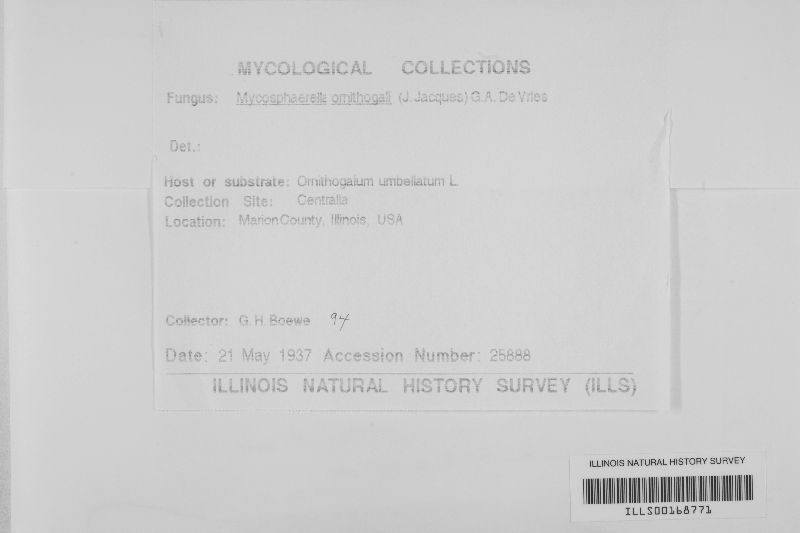 MYCOLOGICAL COLLECTIONS
Fungus: Mycosphaerella ornithogali (J. Jacques) G.A. De Vries
Det.:
Host or substrate: Ornithogalum umbellatum L.
Collection Site: Centralia
Location: Marion County, Illinois, USA
Collector: G. H. Boewe 94
Date: 21 May 1937 Accession Number: 25888
ILLINOIS NATURAL HISTORY SURVEY (ILLS)
ILLINOIS NATURAL HISTORY SURVEY
ILLS00168771